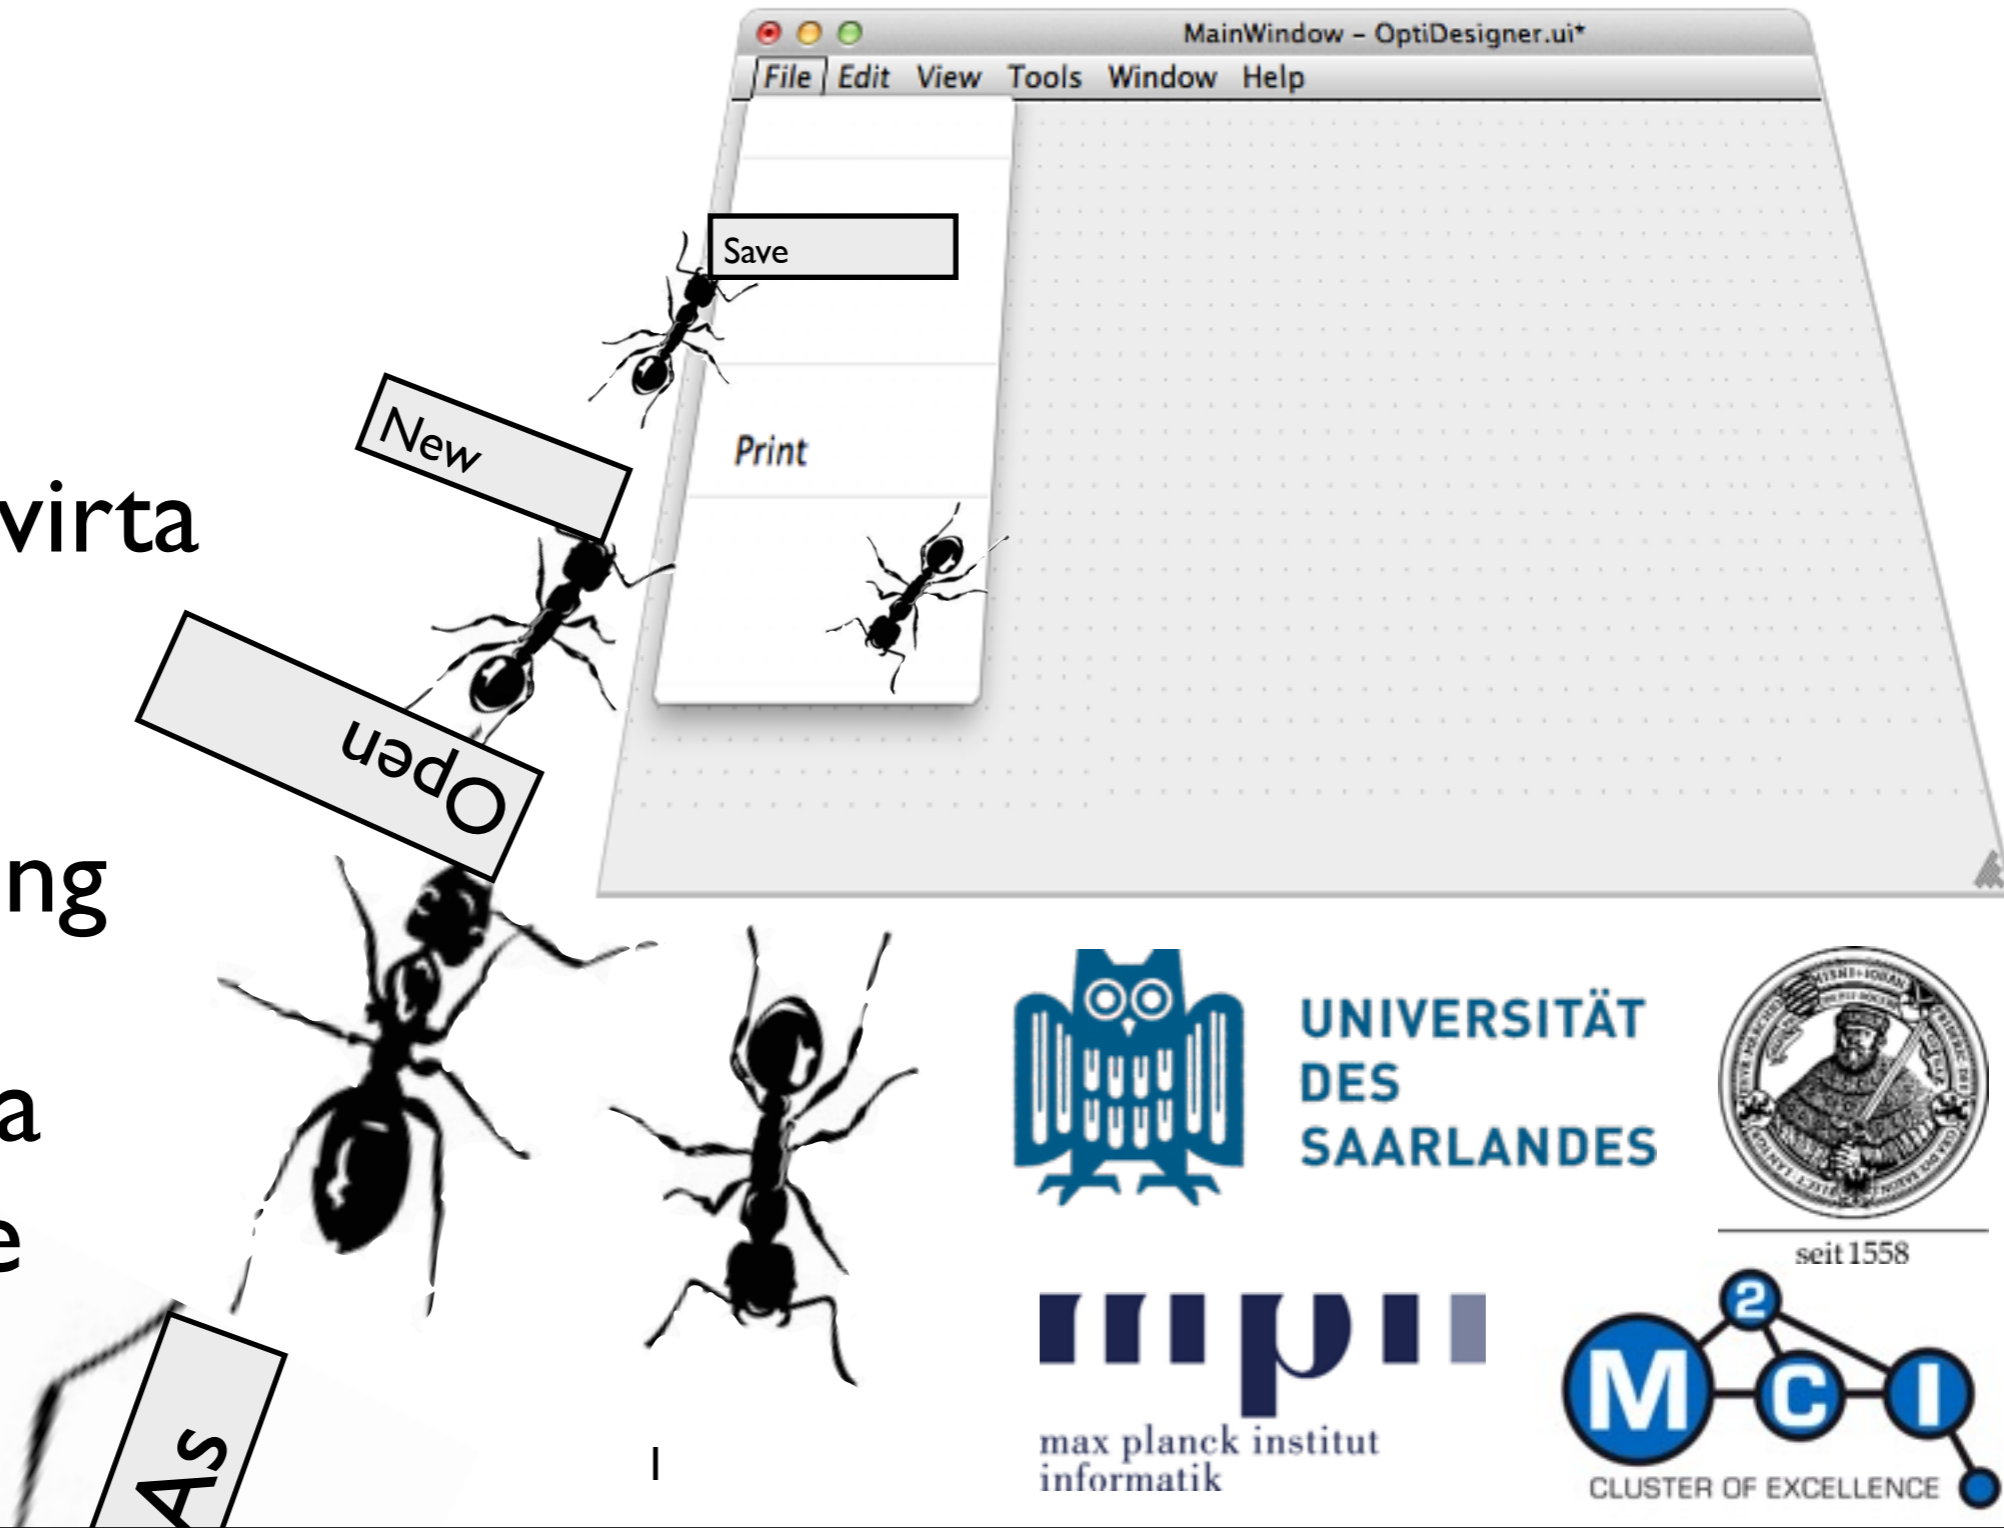 MainWindow – OptiDesigner.ui*
File Edit View Tools Window Help
Save
New
Print
virta
Open
ng
a
e
As
1
UNIVERSITÄT
DES
SAARLANDES
seit 1558
mpii
max planck institut
informatik
M 2 C I
CLUSTER OF EXCELLENCE